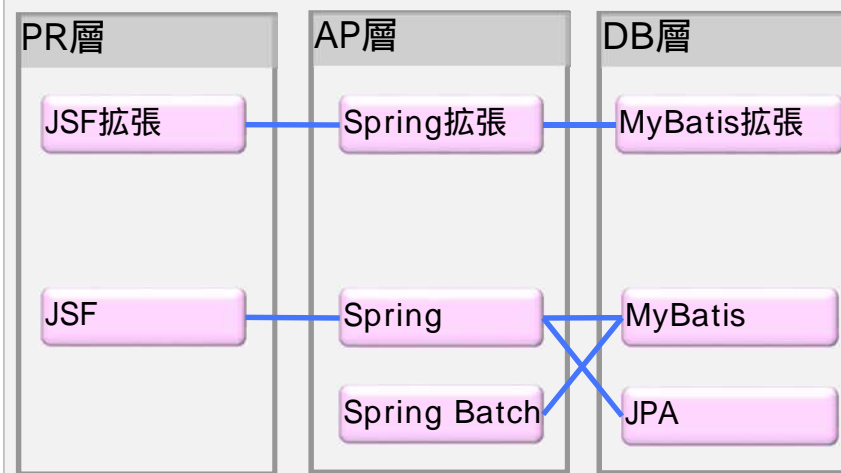 PR層
AP層
DB層
JSF拡張
Spring拡張
MyBatis拡張
JSF
Spring
MyBatis
Spring Batch
JPA